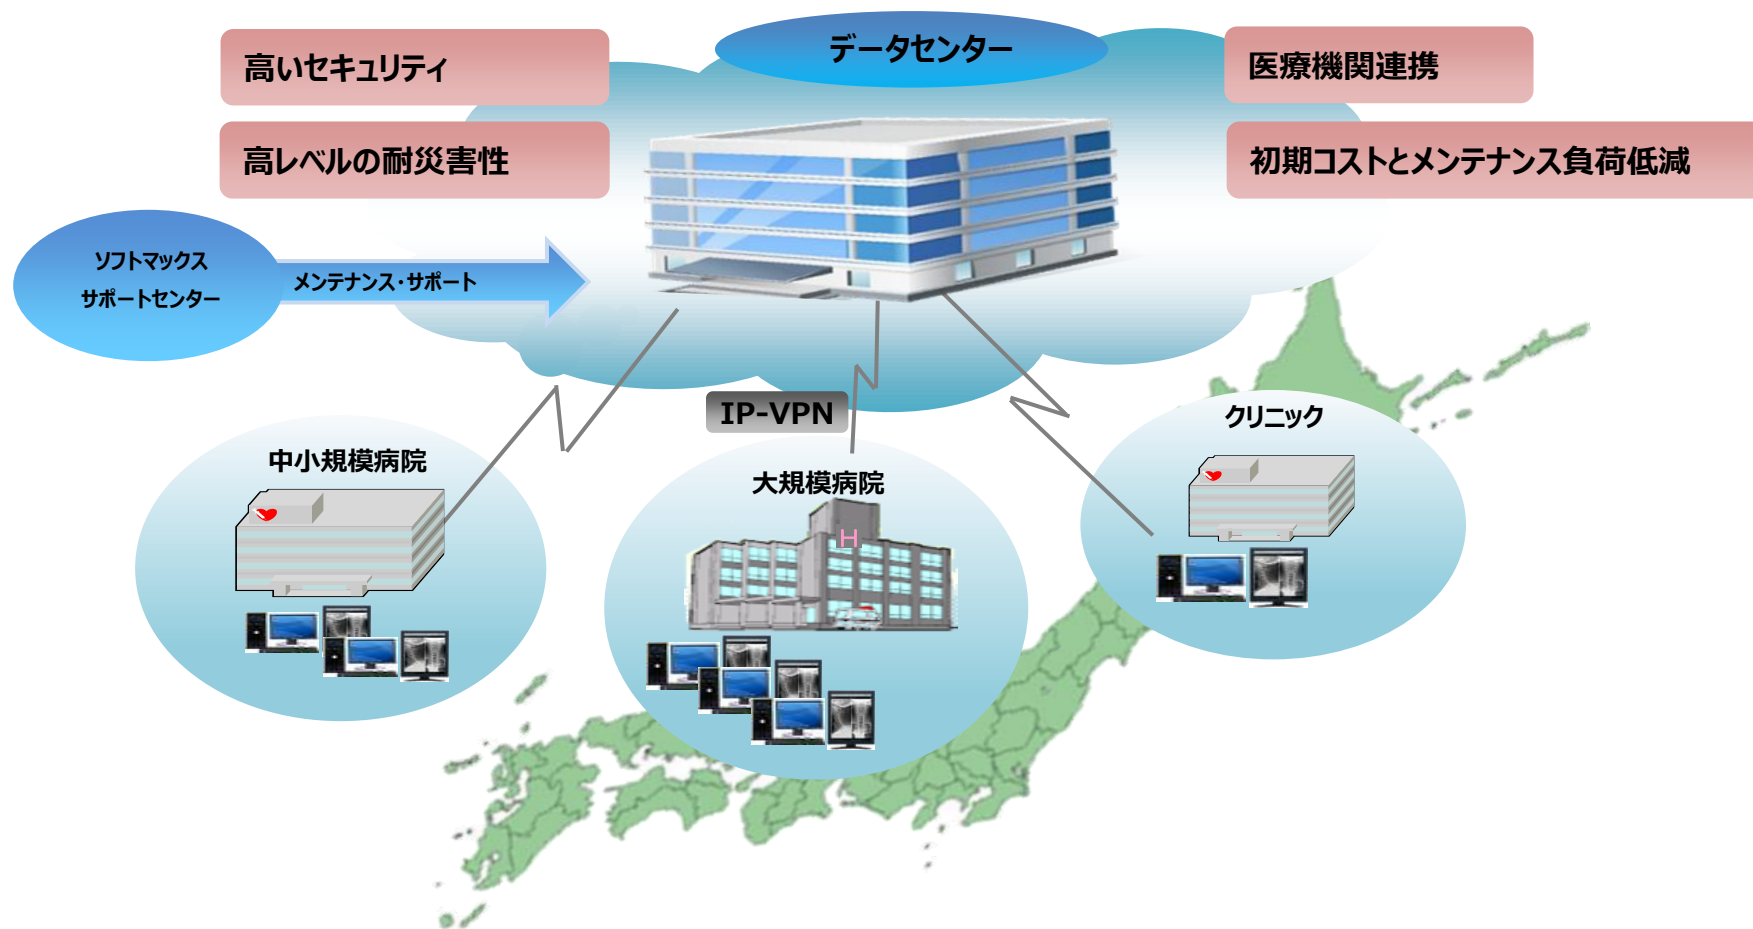 データセンター
高いセキュリティ
医療機関連携
高レベルの耐災害性
初期コストとメンテナンス負荷低減
ソフトマックス
サポートセンター
メンテナンス・サポート
IP-VPN
クリニック
中小規模病院
大規模病院
H